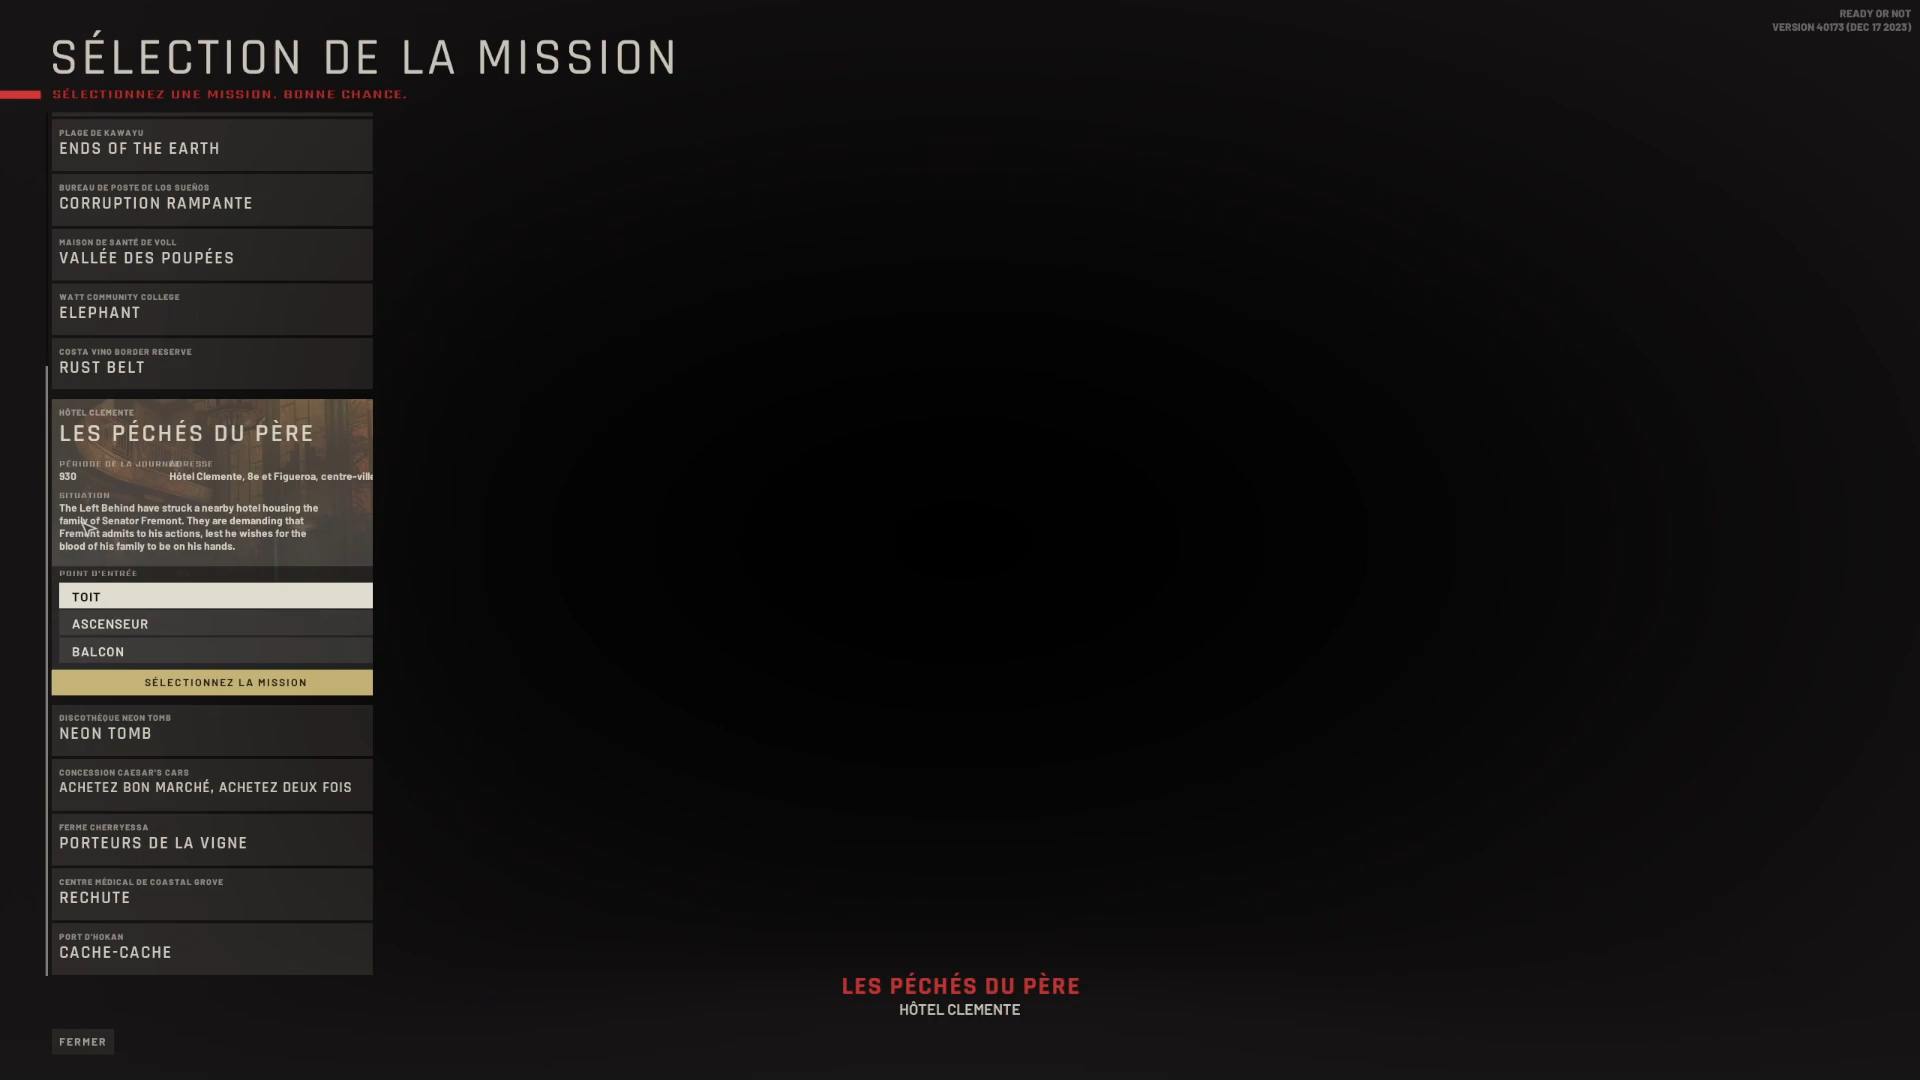 READY OR NOT
VERSION 40173 (DEC 17 2023)
SÉLECTION DE LA MISSION
SÉLECTIONNEZ UNE MISSION. BONNE CHANCE.
PLAGE DE KAWAYU
ENDS OF THE EARTH
BUREAU DE POSTE DE LOS SUEÑOS
CORRUPTION RAMPANTE
MAISON DE SANTÉ DE VOLL
VALLÉE DES POUPÉES
WATT COMMUNITY COLLEGE
ELEPHANT
COSTA VINO BORDER RESERVE
RUST BELT
HÔTEL CLEMENTE
LES PÉCHÉS DU PÈRE
PÉRIODE DE LA JOURNÉE ADRESSE
930 Hôtel Clemente, 8e et Figueroa, centre-ville
SITUATION
The Left Behind have struck a nearby hotel housing the
family of Senator Fremont. They are demanding that
Fremont admits to his actions, lest he wishes for the
blood of his family to be on his hands.
POINT D'ENTRÉE
TOIT
ASCENSEUR
BALCON
SÉLECTIONNEZ LA MISSION
DISCOTHÈQUE NEON TOMB
NEON TOMB
CONCESSION CAESAR'S CARS
ACHETEZ BON MARCHÉ, ACHETEZ DEUX FOIS
FERME CHERRYESSA
PORTEURS DE LA VIGNE
CENTRE MÉDICAL DE COASTAL GROVE
RECHUTE
PORT D'HOKAN
CACHE-CACHE
LES PÉCHÉS DU PÈRE
HÔTEL CLEMENTE
FERMER